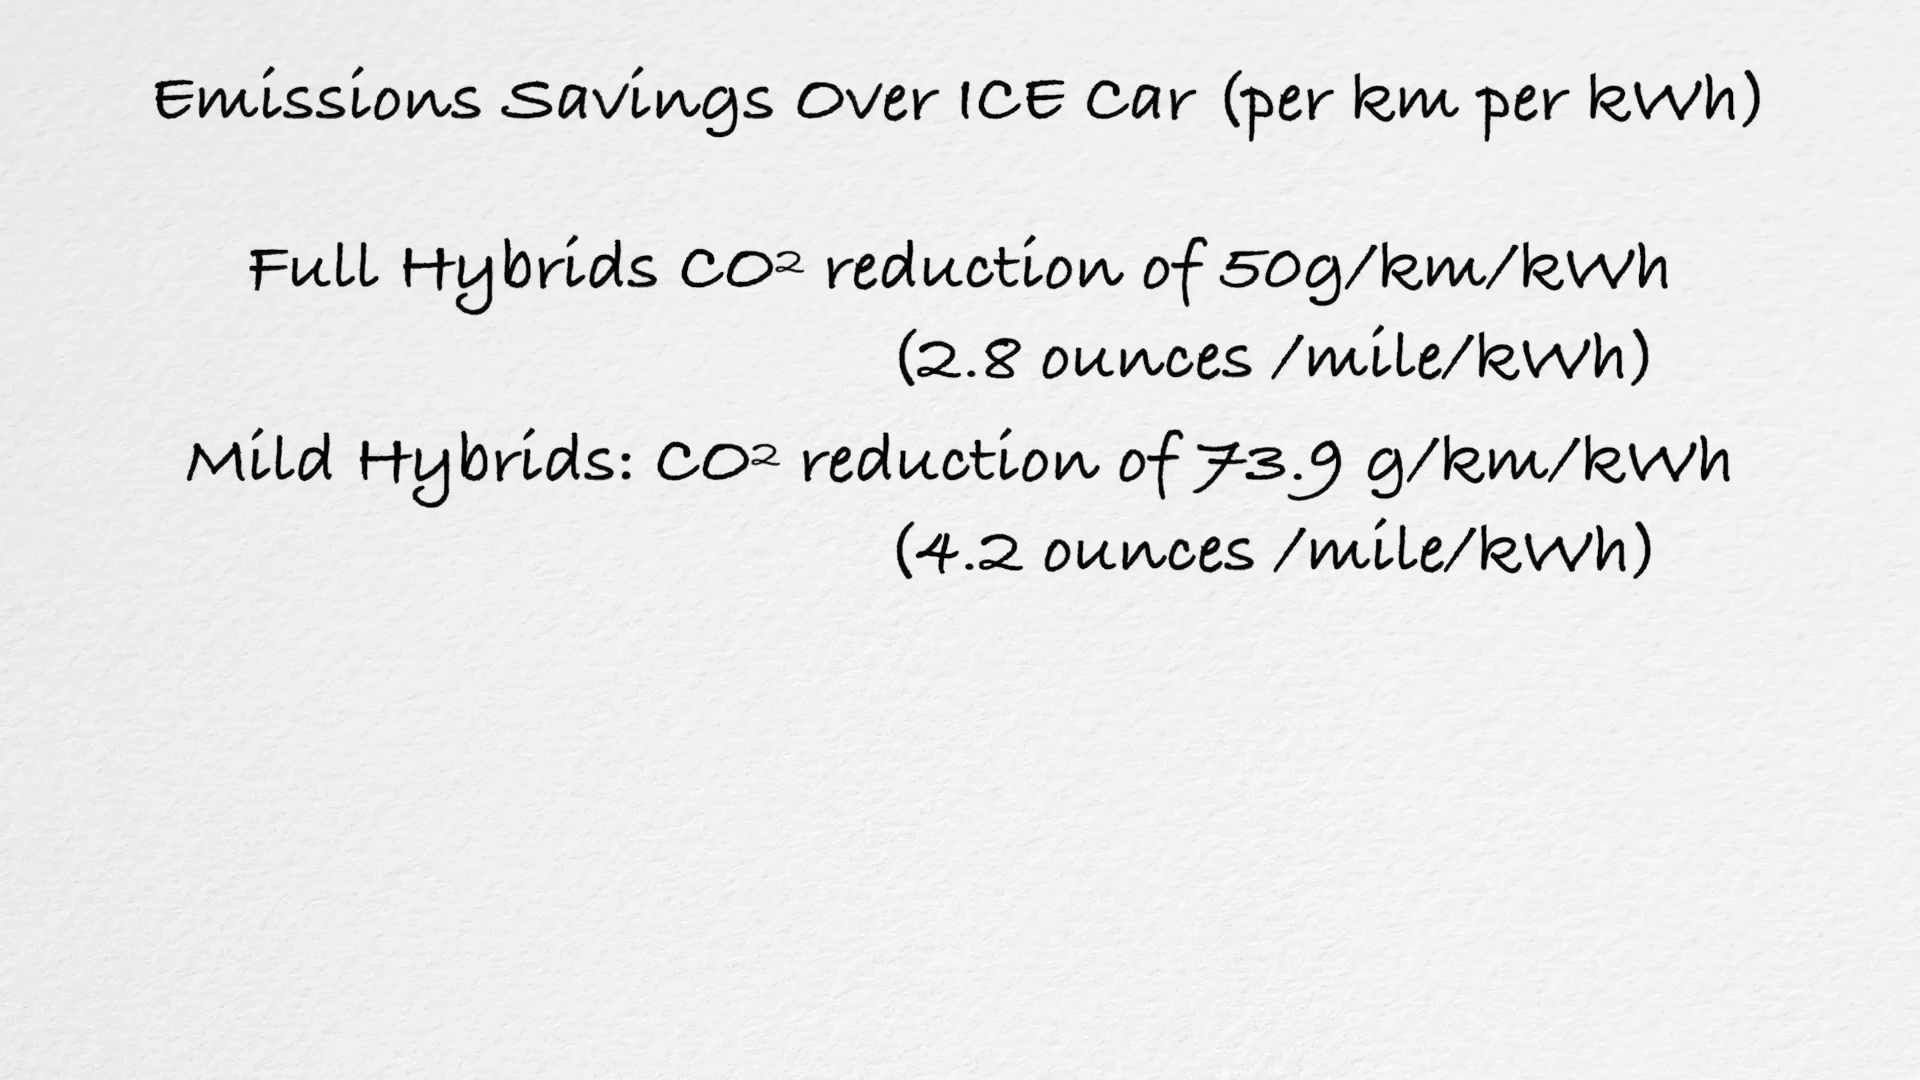 Emissions Savings Over ICE Car (per km per kWh)
Full Hybrids CO² reduction of 50g/km/kWh
(2.8 ounces /mile/kWh)
Mild Hybrids: CO² reduction of 73.9 g/km/kWh
(4.2 ounces /mile/kWh)